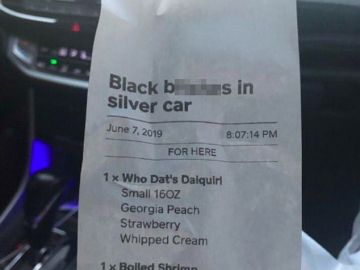 Black b s in
silver car
June 7, 2019 8:07:14 PM
FOR HERE
1 x Who Dat's Daiquiri
Small 16OZ
Georgia Peach
Strawberry
Whipped Cream
1 x Boiled Shrimp